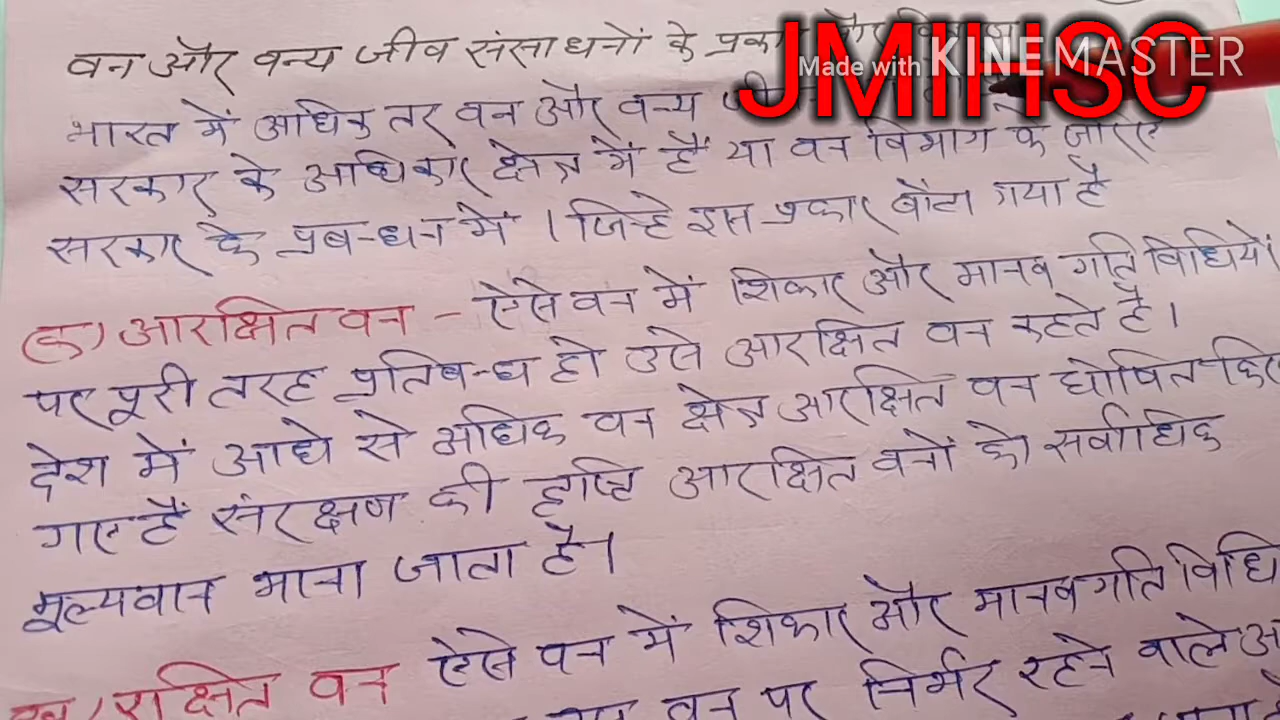 वन और वन्य जीव संसाधनों के प्रकार और
JMIHSC
Made with KINEMASTER
भारत में अधिकतर वन और वन्य
सरकार के अधिकार क्षेत्र में हैं या वन विभाग के जरिए
सरकार के प्रबन्धन में । जिन्हे इस प्रकार बाँटा गया है
(क) आरक्षित वन - ऐसे वन में शिकार और मानव गतिविधियों
पर पूरी तरह प्रतिबन्ध हो उसे आरक्षित वन कहते हैं।
देश में आधे से अधिक वन क्षेत्र आरक्षित वन घोषित
गए हैं संरक्षण की दृष्टि आरक्षित वनों को सर्वाधिक
मूल्यवान माना जाता है।
रक्षित वन ऐसे वन में शिकार और मानव गतिविधि
वन पर निर्भर रहने वाले